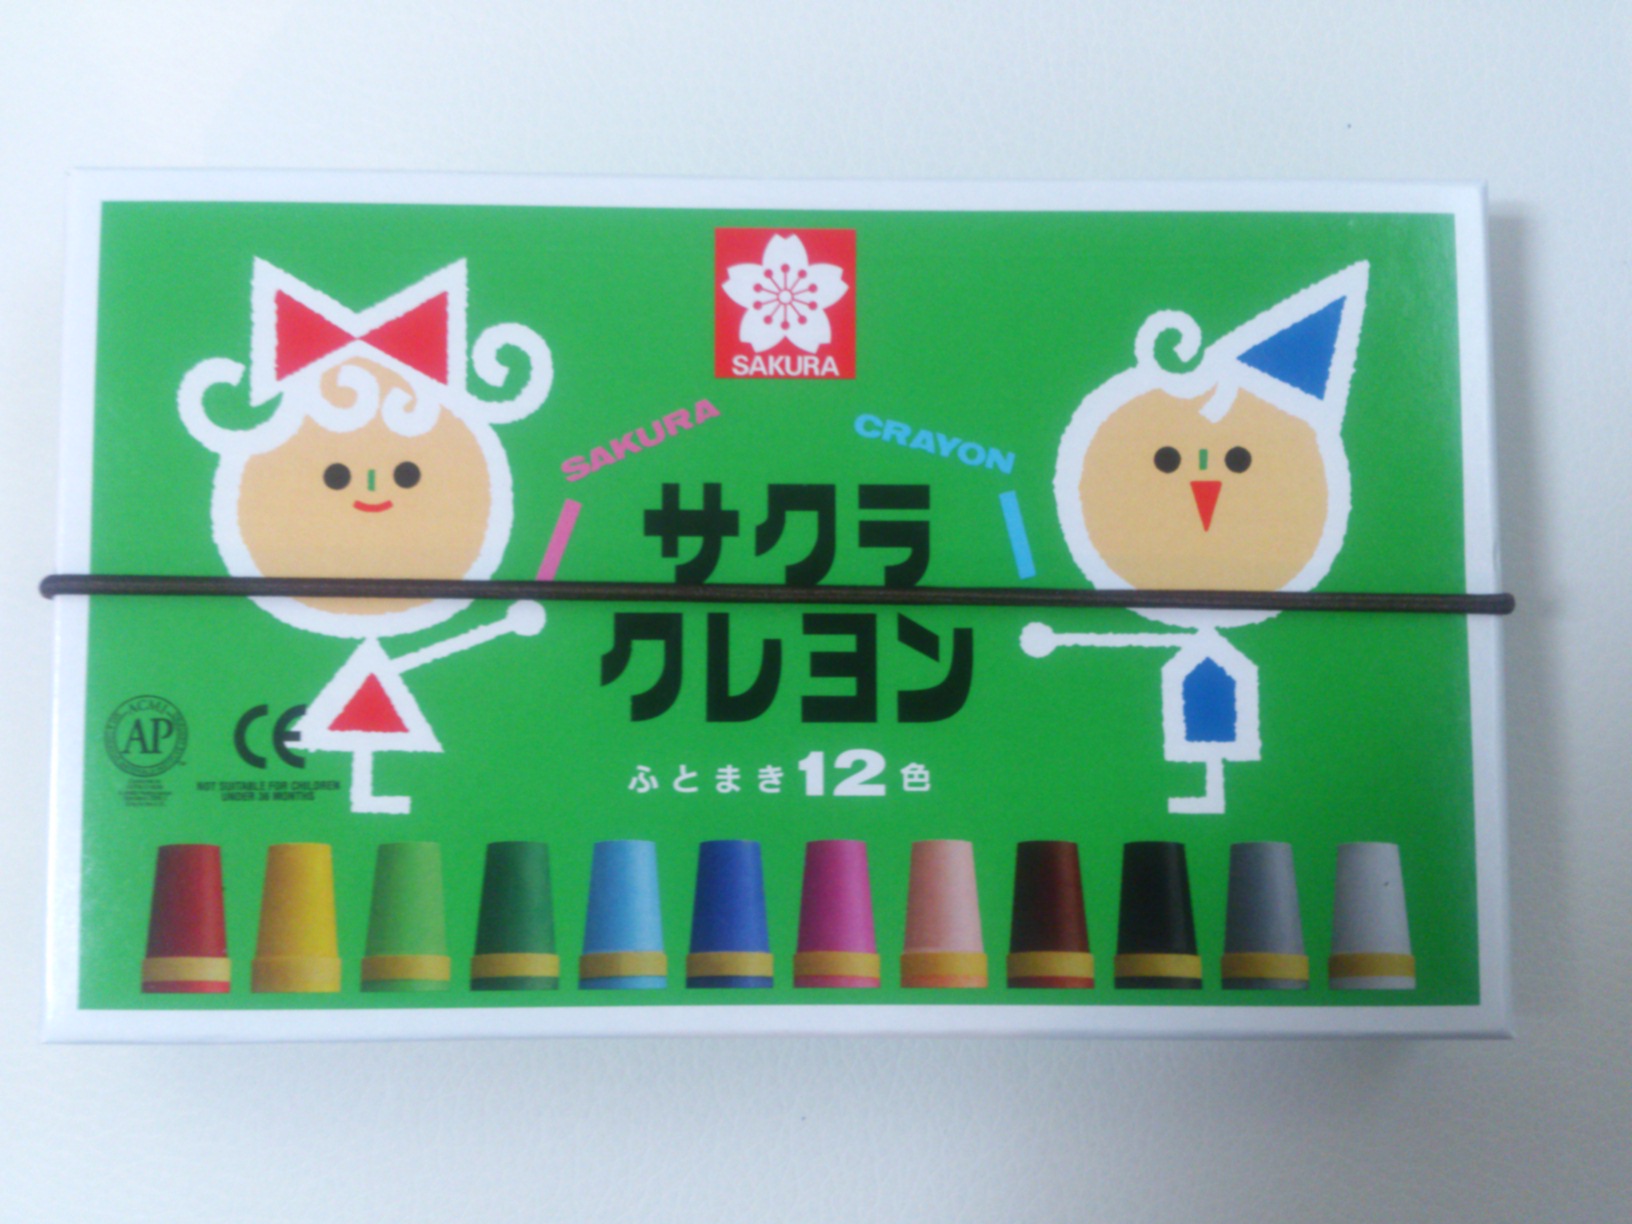 SAKURA
SAKURA CRAYON
サクラ
クレヨン
ふとまき12色
ACMI
AP
CE
NOT SUITABLE FOR CHILDREN
UNDER 36 MONTHS